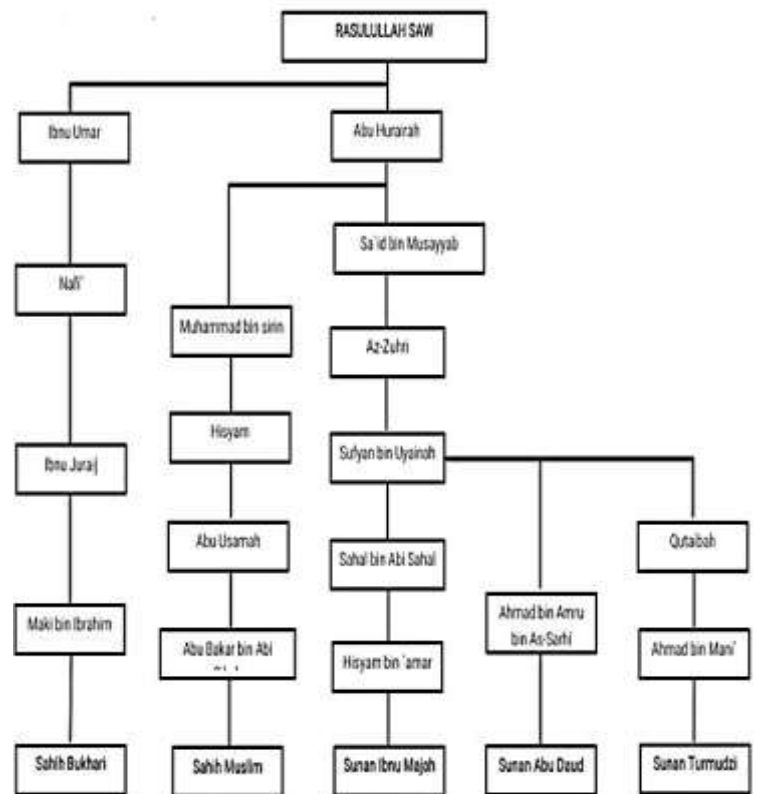 RASULULLAH SAW
Ibnu Umar
Abu Hurairah
Sa`id bin Musayyab
Nafi`
Muhammad bin sirin
Az-Zuhri
Hisyam
Sufyan bin Uyainah
Ibnu Juraij
Abu Usamah
Sahal bin Abi Sahal
Qutaibah
Maki bin Ibrahim
Ahmad bin Amru
bin As-Sarhi
Abu Bakar bin Abi
Hisyam bin `amar
Ahmad bin Mani`
Sahih Bukhari
Sahih Muslim
Sunan Ibnu Majah
Sunan Abu Daud
Sunan Turmudzi